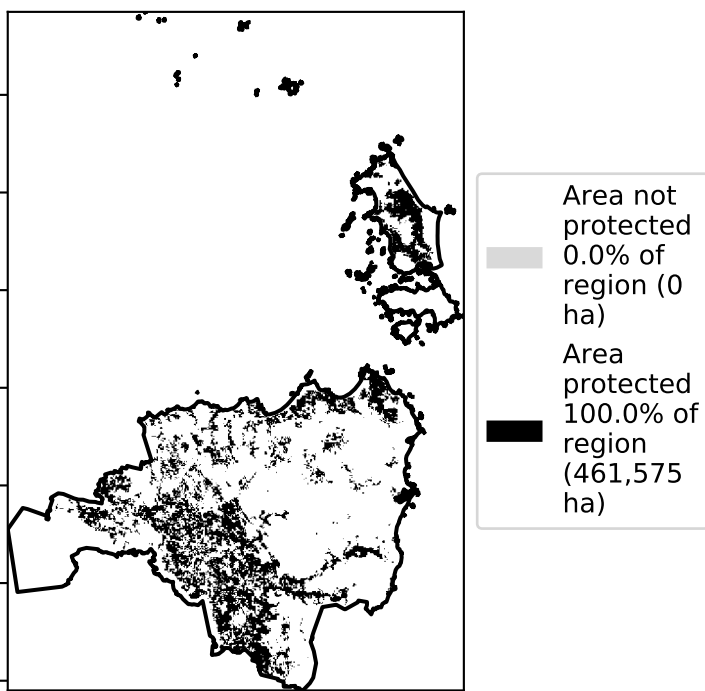 Area not
protected
0.0% of
region (0
ha)
Area
protected
100.0% of
region
(461,575
ha)